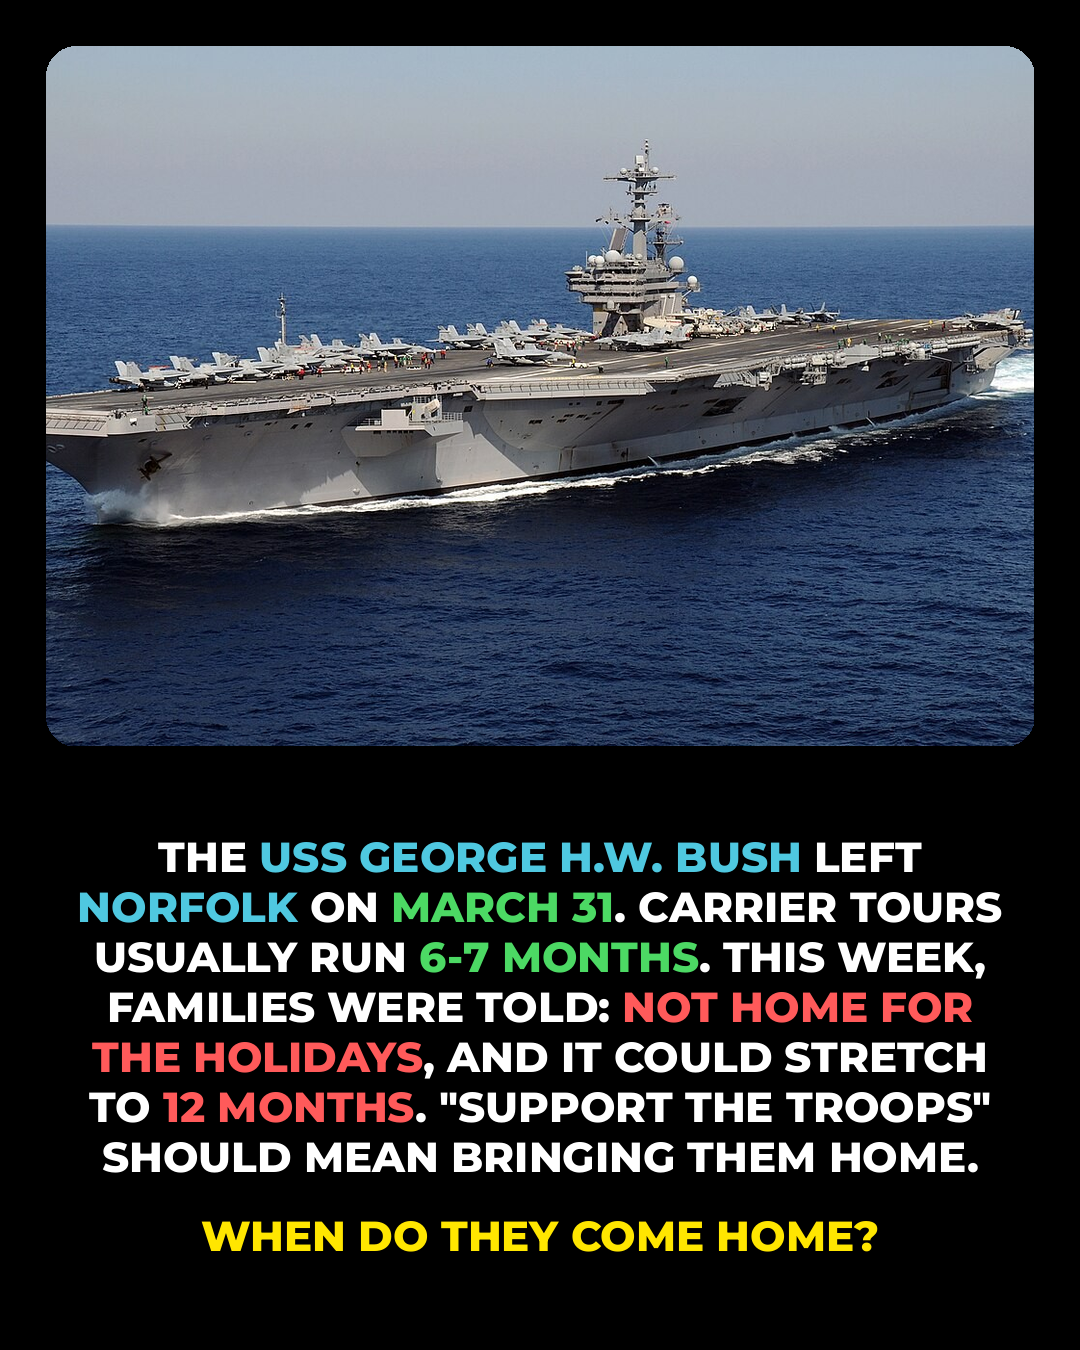 THE USS GEORGE H.W. BUSH LEFT
NORFOLK ON MARCH 31. CARRIER TOURS
USUALLY RUN 6-7 MONTHS. THIS WEEK,
FAMILIES WERE TOLD: NOT HOME FOR
THE HOLIDAYS, AND IT COULD STRETCH
TO 12 MONTHS. "SUPPORT THE TROOPS"
SHOULD MEAN BRINGING THEM HOME.
WHEN DO THEY COME HOME?